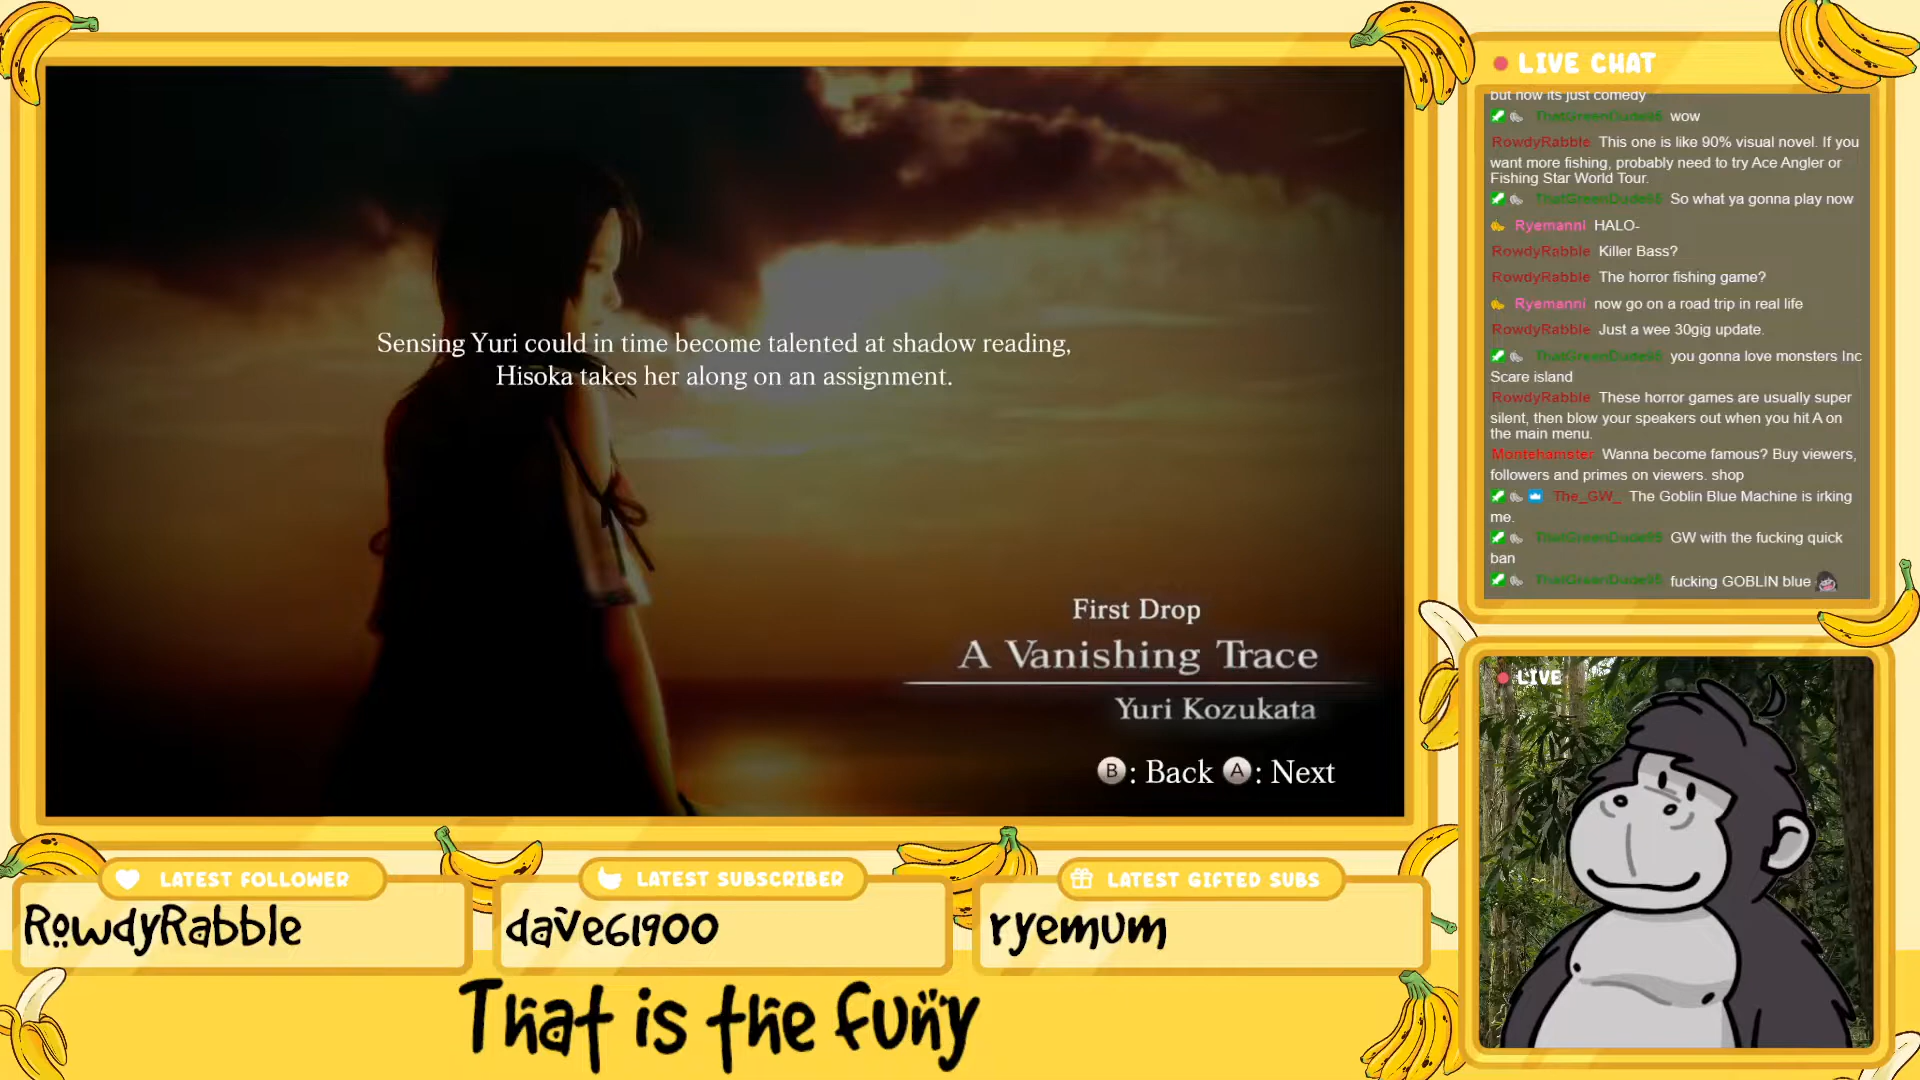 Sensing Yuri could in time become talented at shadow reading,
Hisoka takes her along on an assignment.
First Drop
A Vanishing Trace
Yuri Kozukata
B : Back A : Next
LIVE CHAT
but now its just comedy
ThatGreenDude95 wow
RowdyRabble This one is like 90% visual novel. If you
want more fishing, probably need to try Ace Angler or
Fishing Star World Tour.
ThatGreenDude95 So what ya gonna play now
Ryemanni HALO-
RowdyRabble Killer Bass?
RowdyRabble The horror fishing game?
Ryemanni now go on a road trip in real life
RowdyRabble Just a wee 30gig update.
ThatGreenDude95 you gonna love monsters Inc
Scare island
RowdyRabble These horror games are usually super
silent, then blow your speakers out when you hit A on
the main menu.
Montehamster Wanna become famous? Buy viewers,
followers and primes on viewers. shop
The_GW_ The Goblin Blue Machine is irking
me.
ThatGreenDude95 GW with the fucking quick
ban
ThatGreenDude95 fucking GOBLIN blue
LIVE
LATEST FOLLOWER
RowdyRabble
LATEST SUBSCRIBER
dave61900
LATEST GIFTED SUBS
ryemum
That is the funy